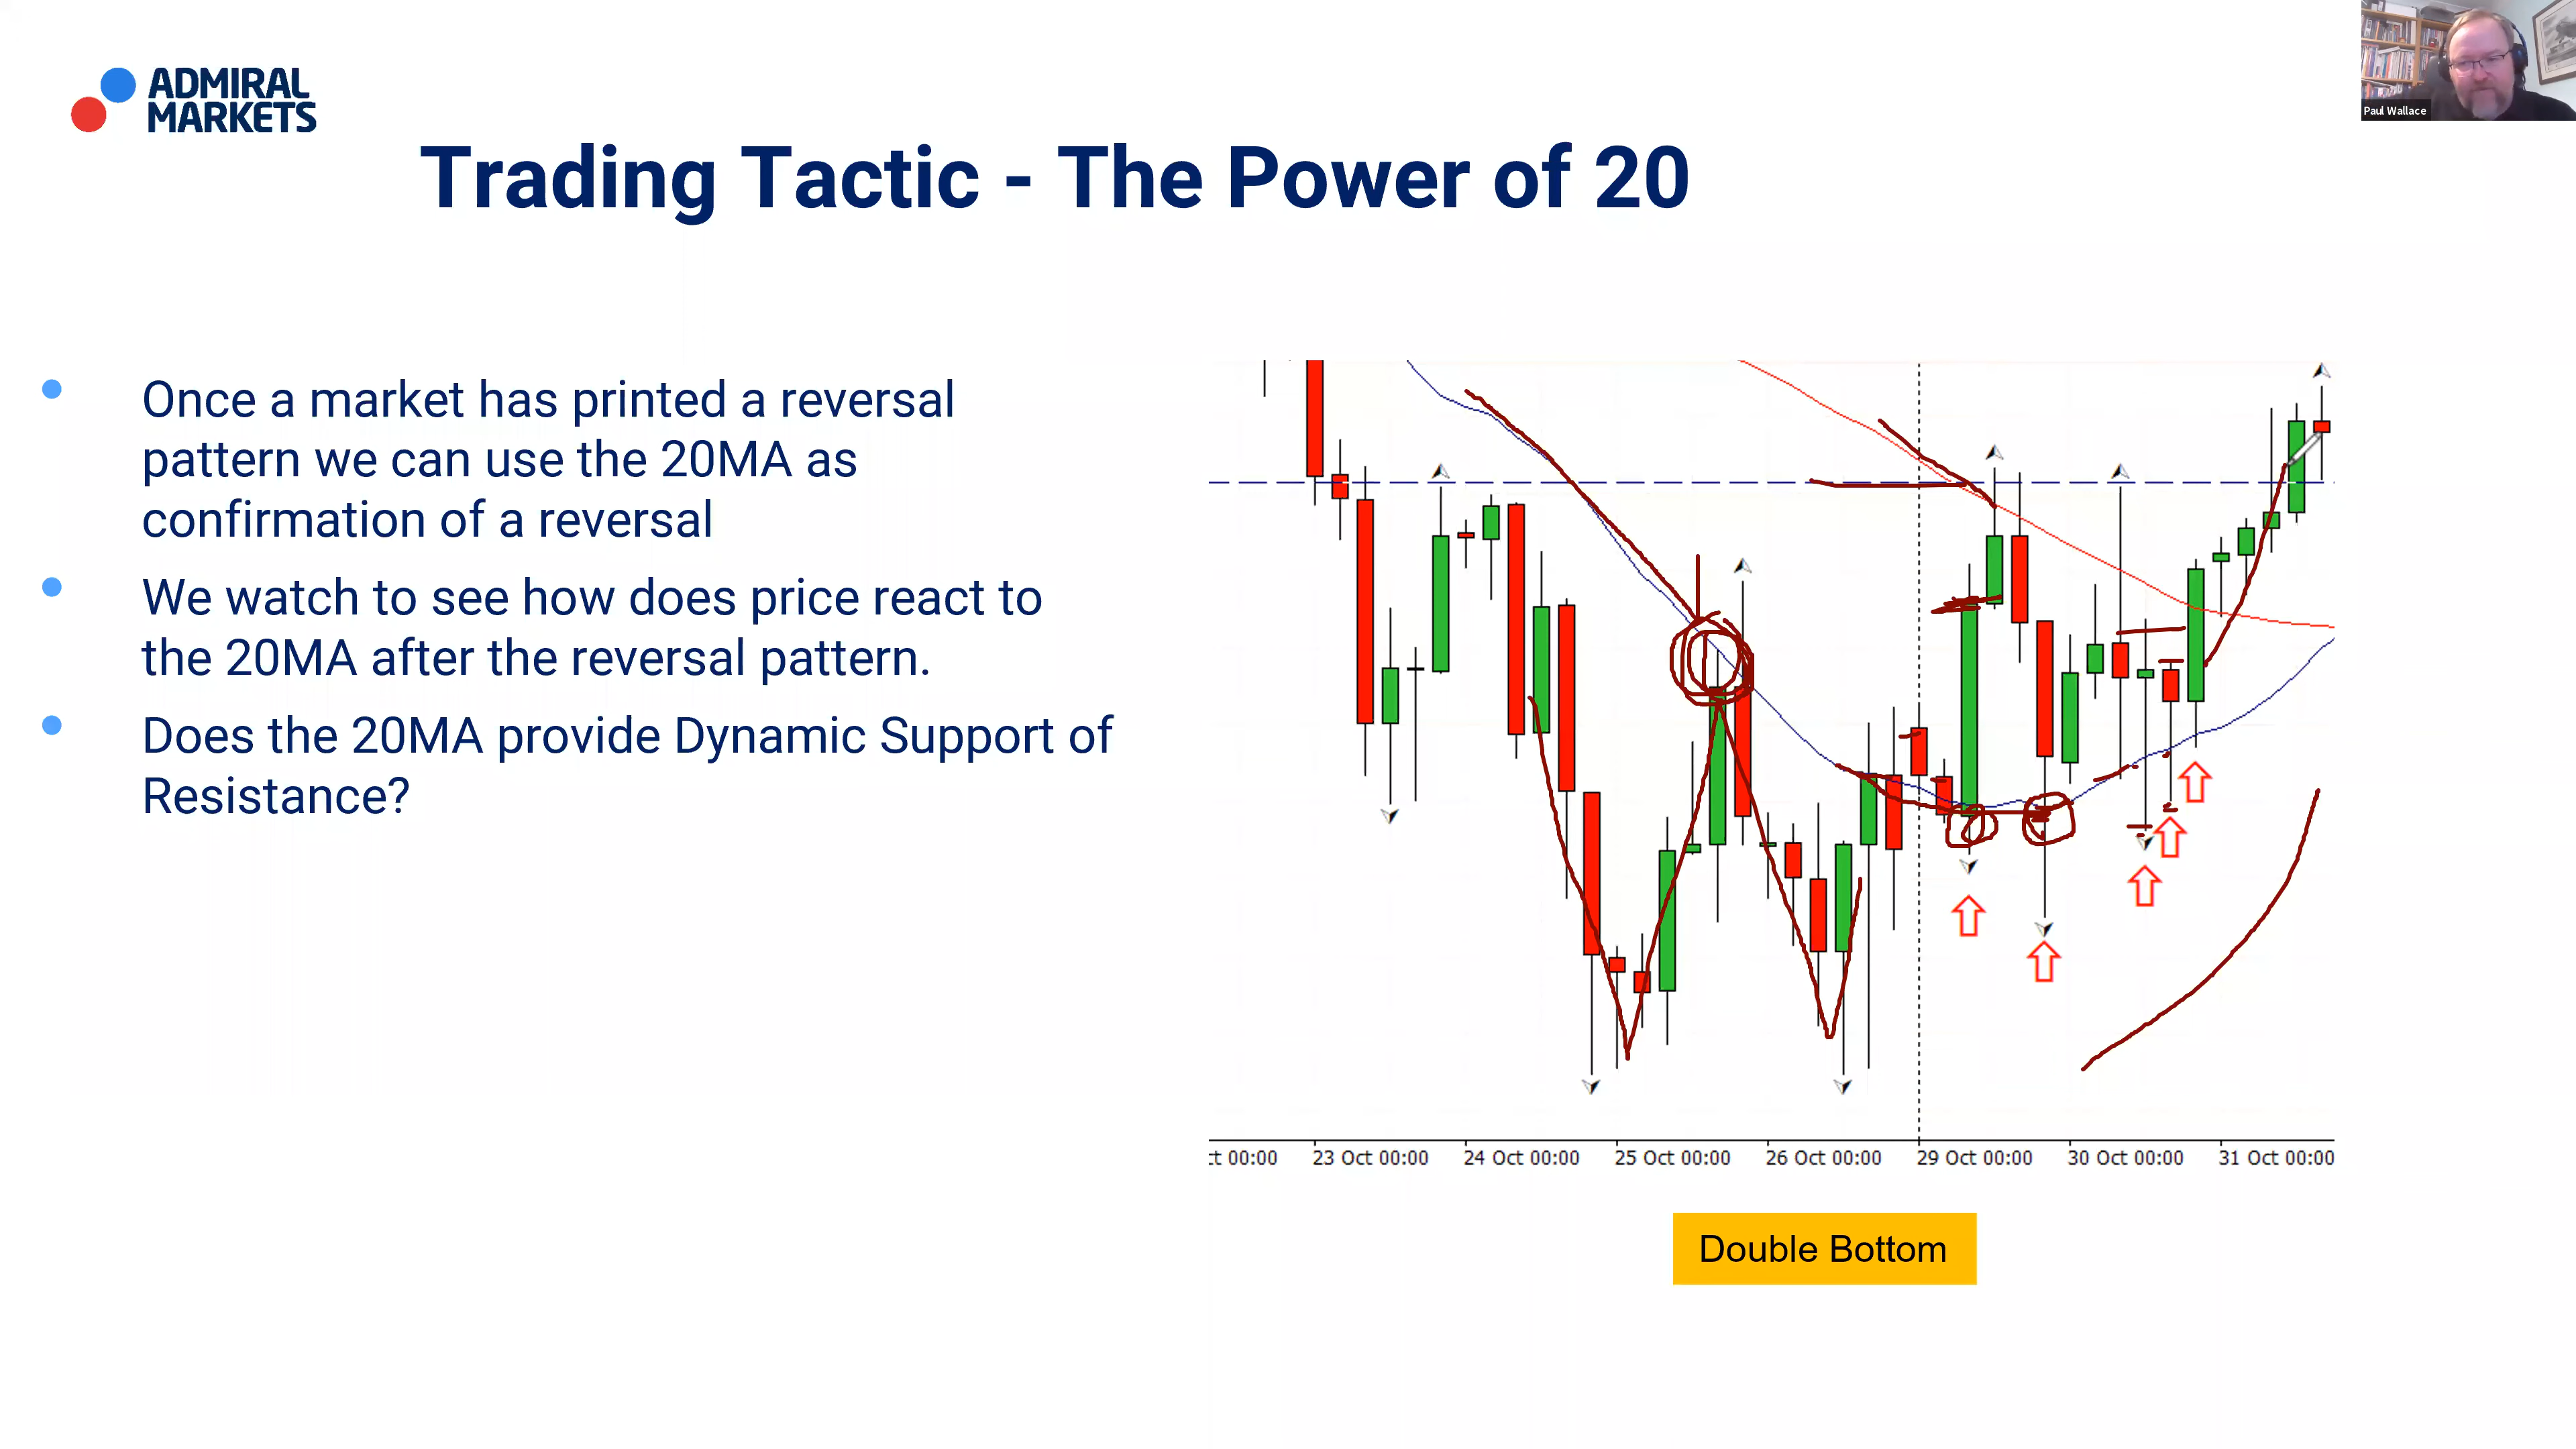 ADMIRAL
MARKETS
Paul Wallace
Trading Tactic - The Power of 20
Once a market has printed a reversal
pattern we can use the 20MA as
confirmation of a reversal
We watch to see how does price react to
the 20MA after the reversal pattern.
Does the 20MA provide Dynamic Support of
Resistance?
ct 00:00 23 Oct 00:00 24 Oct 00:00 25 Oct 00:00 26 Oct 00:00 29 Oct 00:00 30 Oct 00:00 31 Oct 00:00
Double Bottom